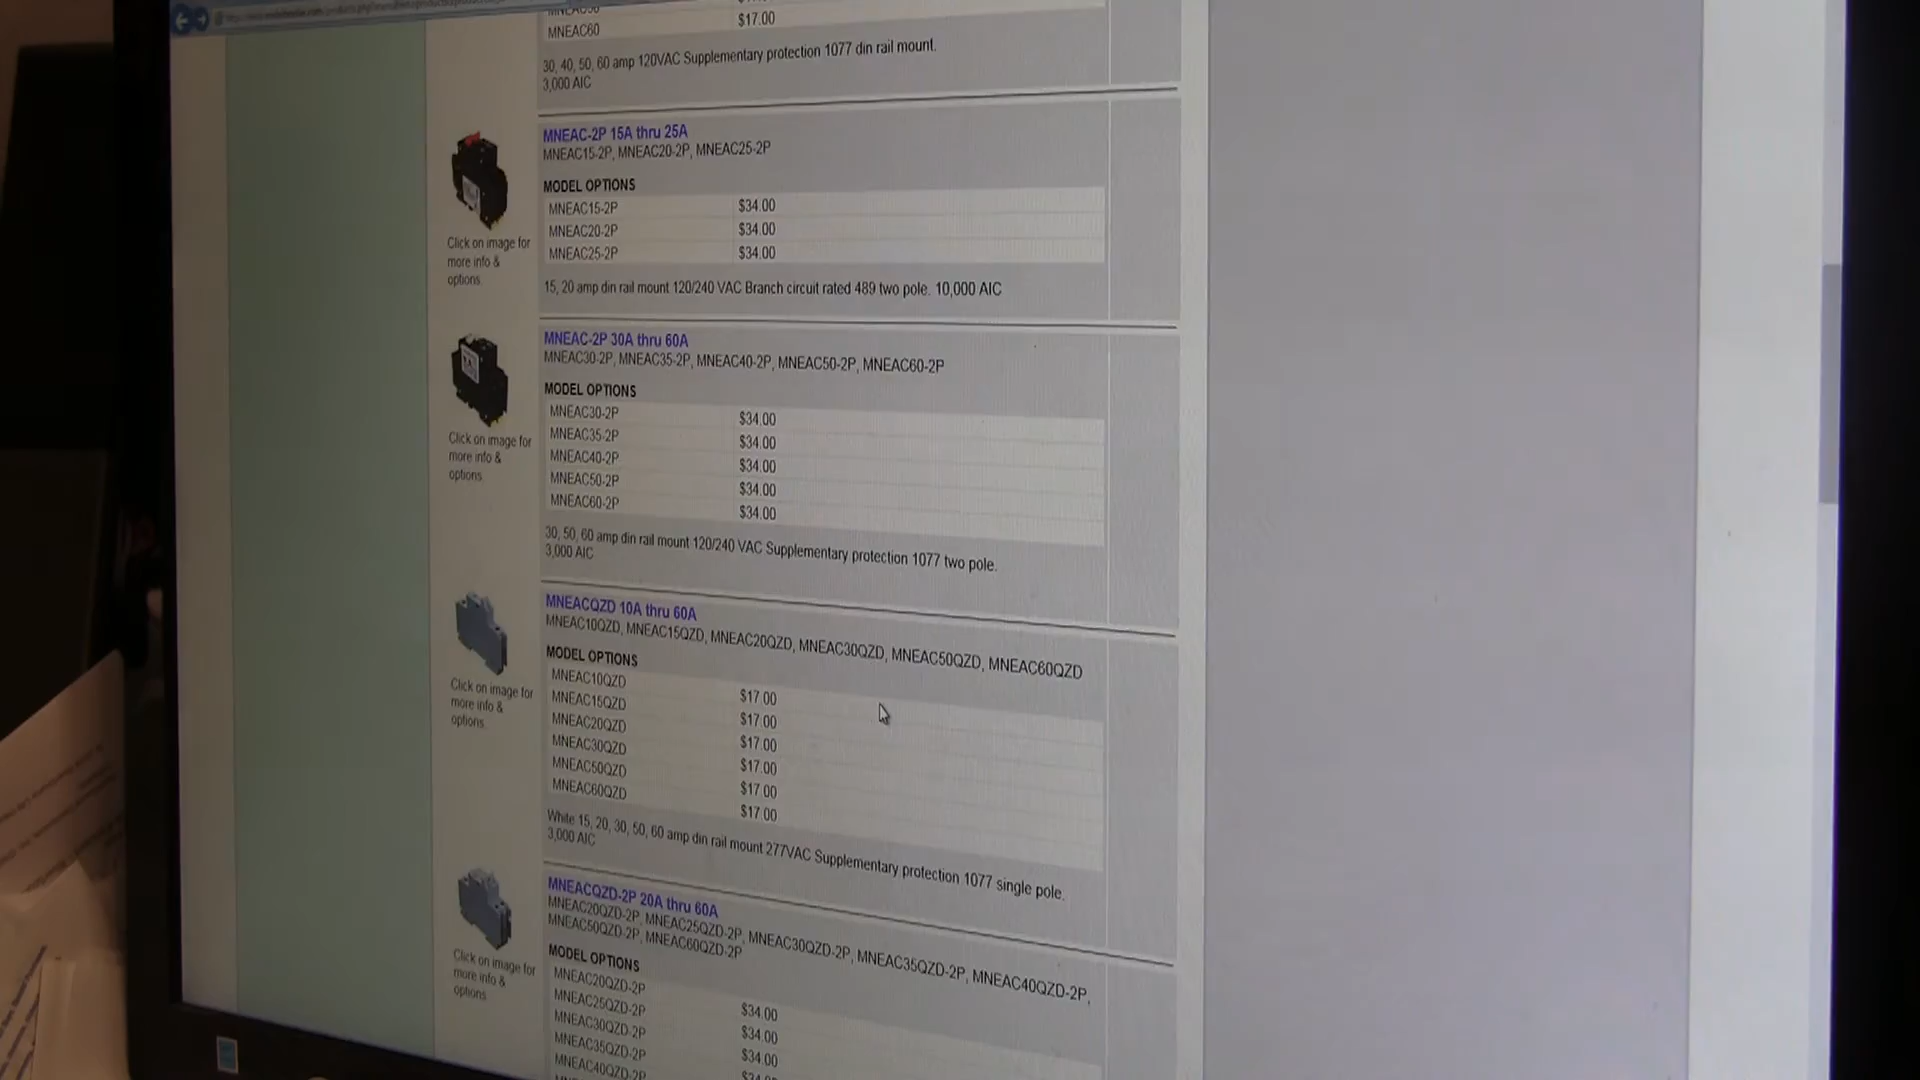 MNEAC60 $17.00
30, 40, 50, 60 amp 120VAC Supplementary protection 1077 din rail mount.
3,000 AIC
MNEAC-2P 15A thru 25A
MNEAC15-2P, MNEAC20-2P, MNEAC25-2P
MODEL OPTIONS
MNEAC15-2P $34.00
MNEAC20-2P $34.00
MNEAC25-2P $34.00
Click on image for
more info &
options.
15, 20 amp din rail mount 120/240 VAC Branch circuit rated 489 two pole. 10,000 AIC
MNEAC-2P 30A thru 60A
MNEAC30-2P, MNEAC35-2P, MNEAC40-2P, MNEAC50-2P, MNEAC60-2P
MODEL OPTIONS
MNEAC30-2P $34.00
MNEAC35-2P $34.00
MNEAC40-2P $34.00
MNEAC50-2P $34.00
MNEAC60-2P $34.00
Click on image for
more info &
options.
30, 50, 60 amp din rail mount 120/240 VAC Supplementary protection 1077 two pole.
3,000 AIC
MNEACQZD 10A thru 60A
MNEAC10QZD, MNEAC15QZD, MNEAC20QZD, MNEAC30QZD, MNEAC50QZD, MNEAC60QZD
MODEL OPTIONS
MNEAC10QZD $17.00
MNEAC15QZD $17.00
MNEAC20QZD $17.00
MNEAC30QZD $17.00
MNEAC50QZD $17.00
MNEAC60QZD $17.00
Click on image for
more info &
options.
White 15, 20, 30, 50, 60 amp din rail mount 277VAC Supplementary protection 1077 single pole.
3,000 AIC
MNEACQZD-2P 20A thru 60A
MNEAC20QZD-2P, MNEAC25QZD-2P, MNEAC30QZD-2P, MNEAC35QZD-2P, MNEAC40QZD-2P,
MNEAC50QZD-2P, MNEAC60QZD-2P
MODEL OPTIONS
MNEAC20QZD-2P $34.00
MNEAC25QZD-2P $34.00
MNEAC30QZD-2P $34.00
MNEAC35QZD-2P
MNEAC40QZD-2P
Click on image for
more info &
options.